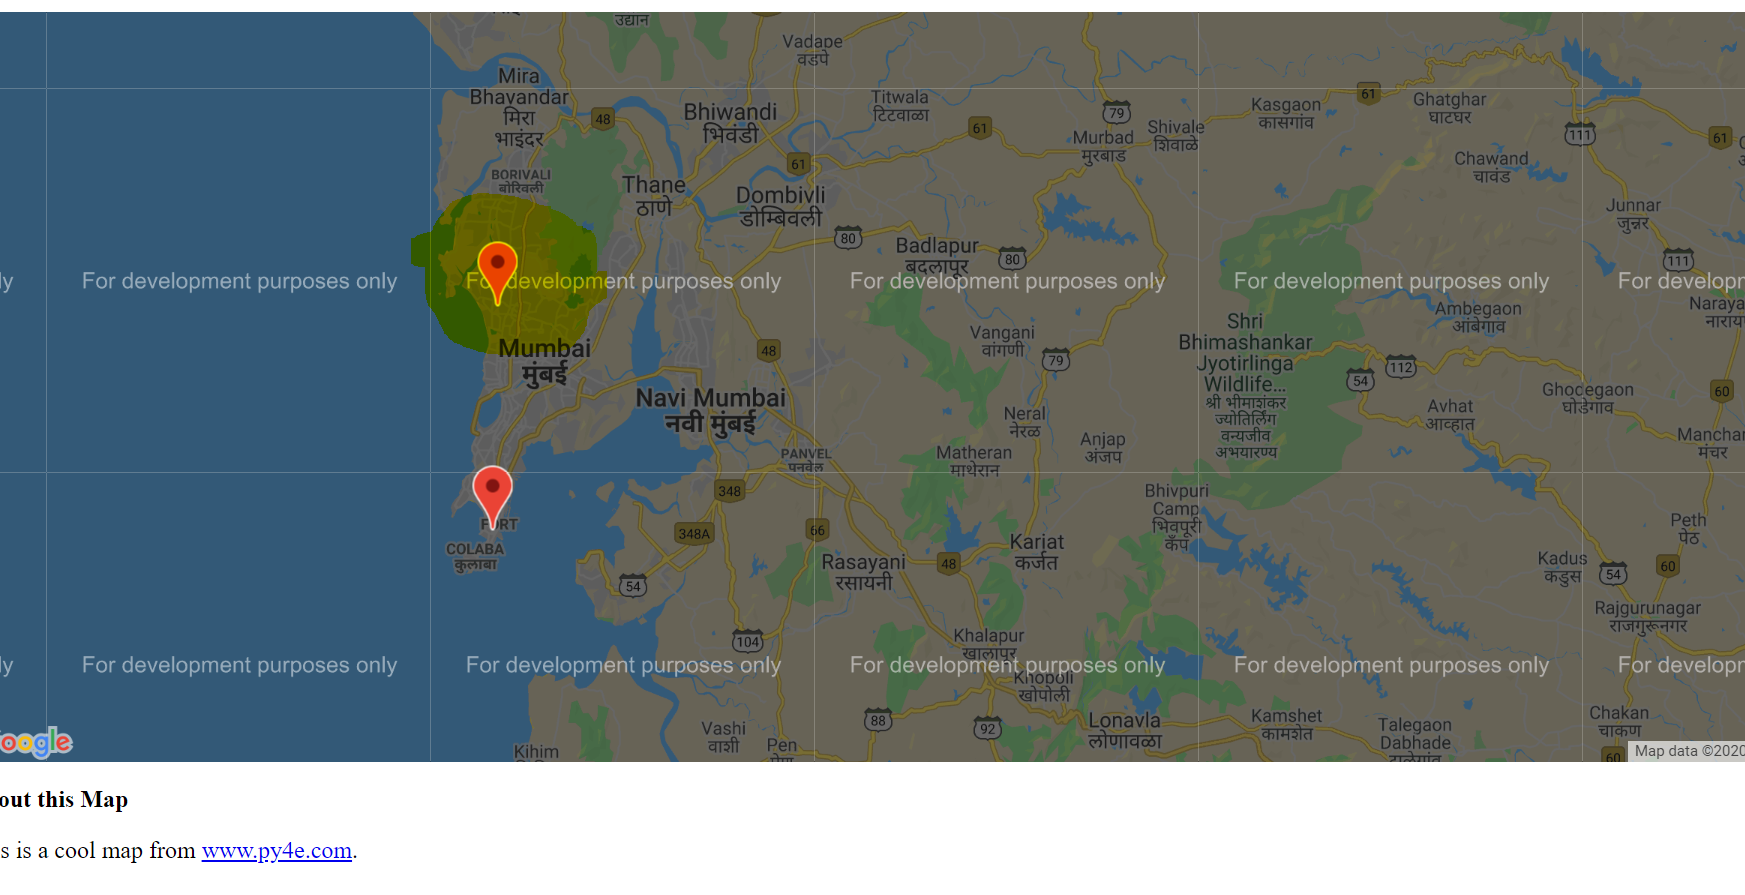 उद्यान
Vadape
वडपे
Mira
Bhavandar
मिरा
भाइंदर
48
Bhiwandi
भिवंडी
61
Titwala
टिटवाळा
61
79
Murbad
मुरबाड
Shivale
शिवाळे
Kasgaon
कासगांव
61
Ghatghar
घाटघर
111
61
Chawand
चावंड
BORIVALI
बोरिवली
Thane
ठाणे
Dombivli
डोम्बिवली
80
Badlapur
बदलापूर
80
Junnar
जुन्नर
111
ly
For development purposes only
For development purposes only
For development purposes only
For development purposes only
For developm
Naraya
नाराय
Ambegaon
आंबेगाव
Mumbai
मुंबई
48
Vangani
वांगणी
79
Shri
Bhimashankar
Jyotirlinga
Wildlife...
श्री भीमाशंकर
ज्योतिर्लिंग
वन्यजीव
अभयारण्य
54
112
60
Ghodegaon
घोडेगाव
Navi Mumbai
नवी मुंबई
Neral
नेरळ
Avhat
आव्हात
Anjap
अंजप
Manchar
मंचर
PANVEL
पनवेल
Matheran
माथेरान
348
Bhivpuri
Camp
भिवपूरी
कँप
FORT
348A
66
Peth
पेठ
COLABA
कुलाबा
Karjat
कर्जत
Rasayani
रसायनी
48
54
Kadus
कडुस
54
60
Rajgurunagar
राजगुरूनगर
104
Khalapur
खालापूर
ly
For development purposes only
For development purposes only
For development purposes only
For development purposes only
For developm
Khopoli
खोपोली
88
92
Lonavla
लोणावळा
Kamshet
कामशेत
Talegaon
Dabhade
Chakan
चाकण
60
Vashi
वाशी
Pen
Kihim
oogle
Map data ©2020
out this Map
s is a cool map from www.py4e.com.